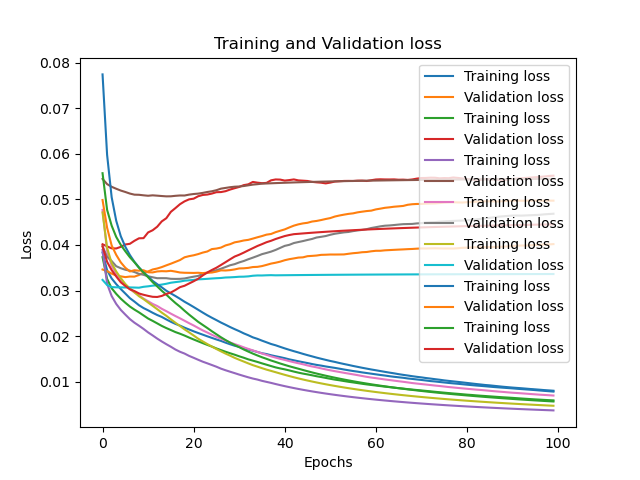 Training and Validation loss
0.08
0.07
0.06
0.05
0.04
0.03
0.02
0.01
Loss
0
20
40
60
80
100
Epochs
Training loss
Validation loss
Training loss
Validation loss
Training loss
Validation loss
Training loss
Validation loss
Training loss
Validation loss
Training loss
Validation loss
Training loss
Validation loss